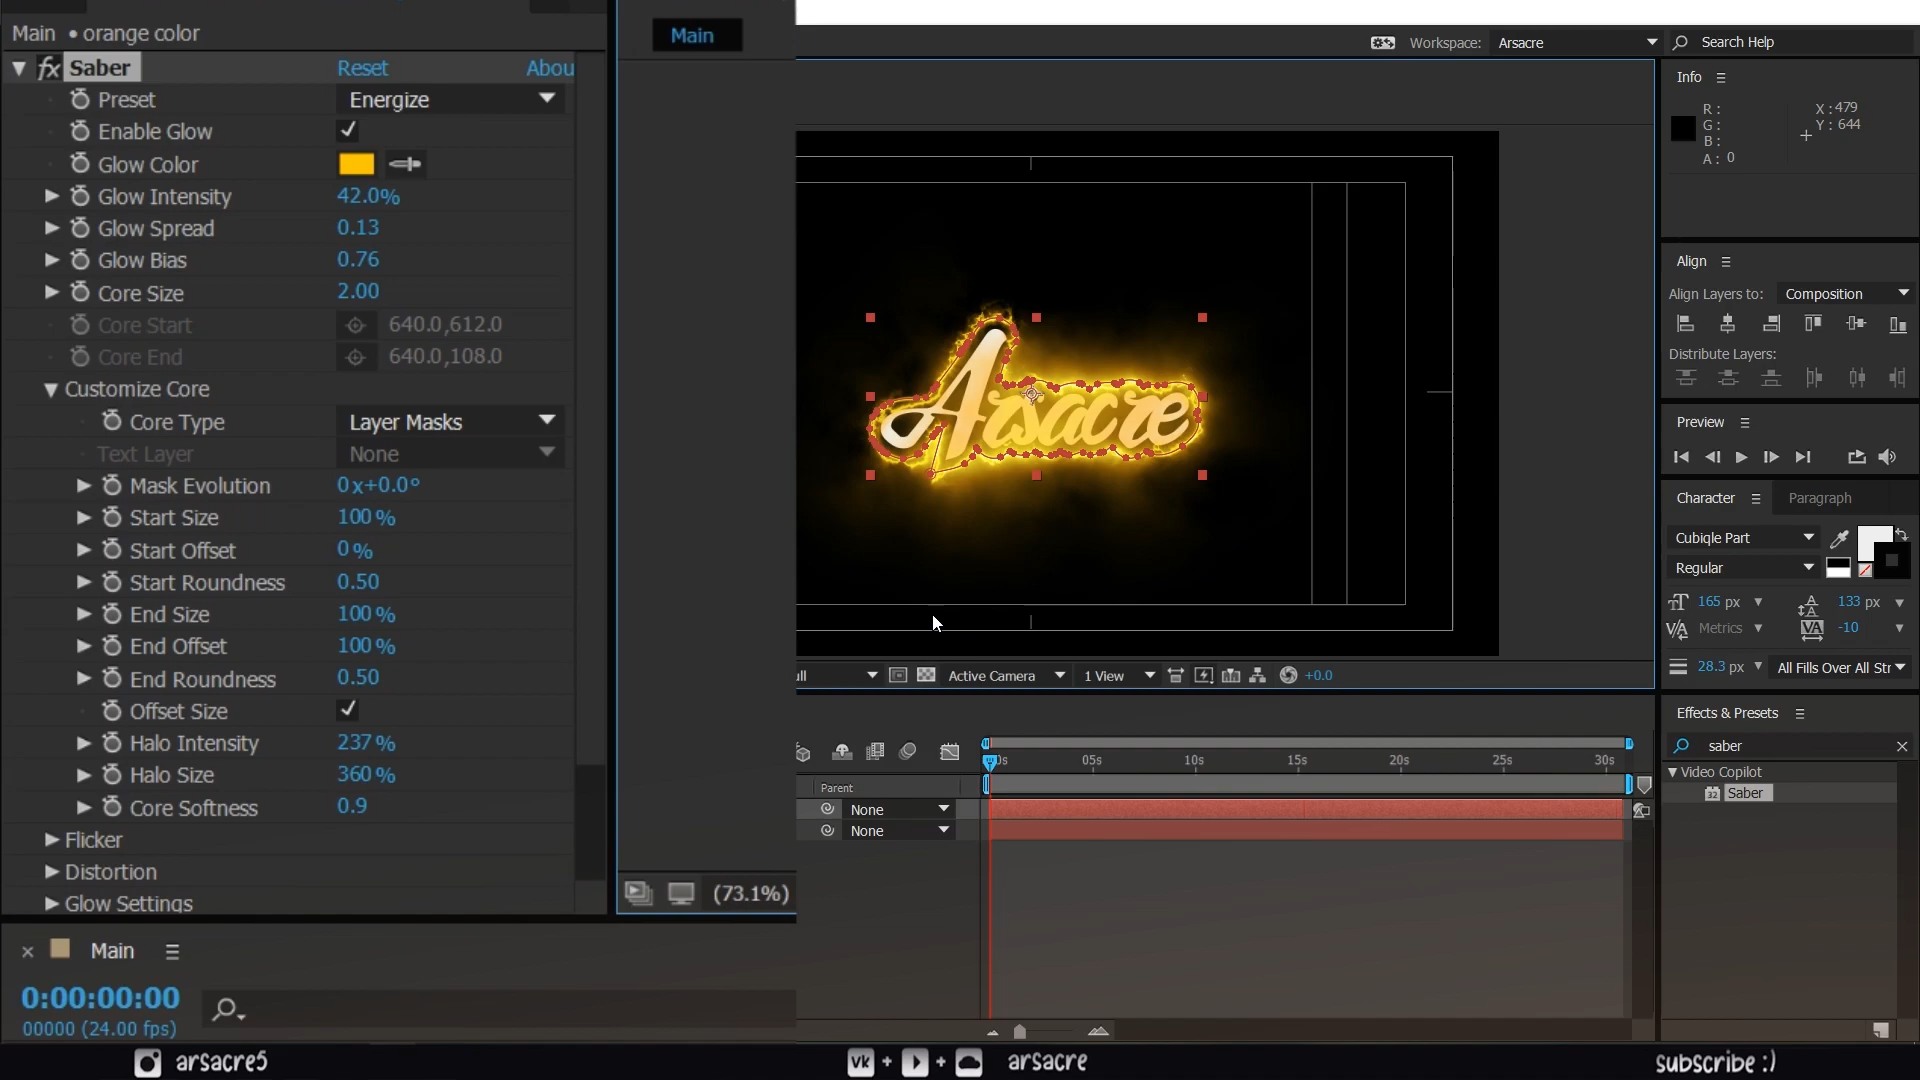 Main • orange color
fx Saber Reset Abou
Preset Energize
Enable Glow
Glow Color
Glow Intensity 42.0%
Glow Spread 0.13
Glow Bias 0.76
Core Size 2.00
Core Start 640.0,612.0
Core End 640.0,108.0
Customize Core
Core Type Layer Masks
Text Layer None
Mask Evolution 0x+0.0°
Start Size 100%
Start Offset 0%
Start Roundness 0.50
End Size 100%
End Offset 100%
End Roundness 0.50
Offset Size
Halo Intensity 237%
Halo Size 360%
Core Softness 0.9
Flicker
Distortion
Glow Settings
Main
0:00:00:00
00000 (24.00 fps)
Main
(73.1%)
Workspace: Arsacre
Search Help
Arsacre
ull Active Camera 1 View +0.0
0s 05s 10s 15s 20s 25s 30s
Parent
None
None
Info
R: X: 479
G: Y: 644
B:
A: 0
Align
Align Layers to: Composition
Distribute Layers:
Preview
Character Paragraph
Cubiqle Part
Regular
165 px 133 px
Metrics -10
28.3 px All Fills Over All Str
Effects & Presets
saber
Video Copilot
32 Saber
arsacre5
vk + + arsacre
subscribe :)